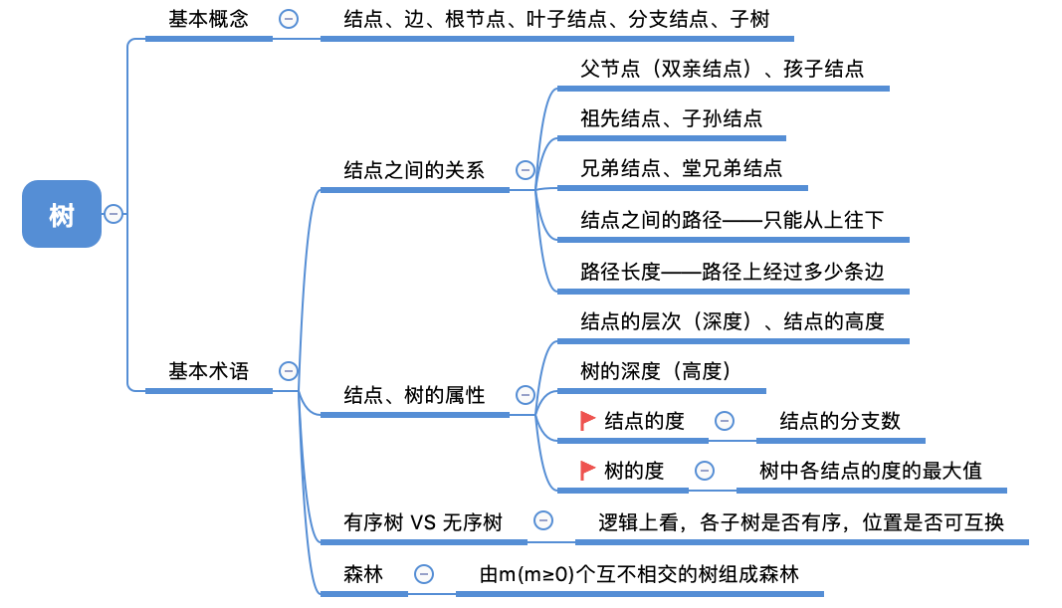 树
基本概念
结点、边、根节点、叶子结点、分支结点、子树
基本术语
结点之间的关系
父节点（双亲结点）、孩子结点
祖先结点、子孙结点
兄弟结点、堂兄弟结点
结点之间的路径——只能从上往下
路径长度——路径上经过多少条边
结点、树的属性
结点的层次（深度）、结点的高度
树的深度（高度）
结点的度
结点的分支数
树的度
树中各结点的度的最大值
有序树 VS 无序树
逻辑上看，各子树是否有序，位置是否可互换
森林
由m(m≥0)个互不相交的树组成森林